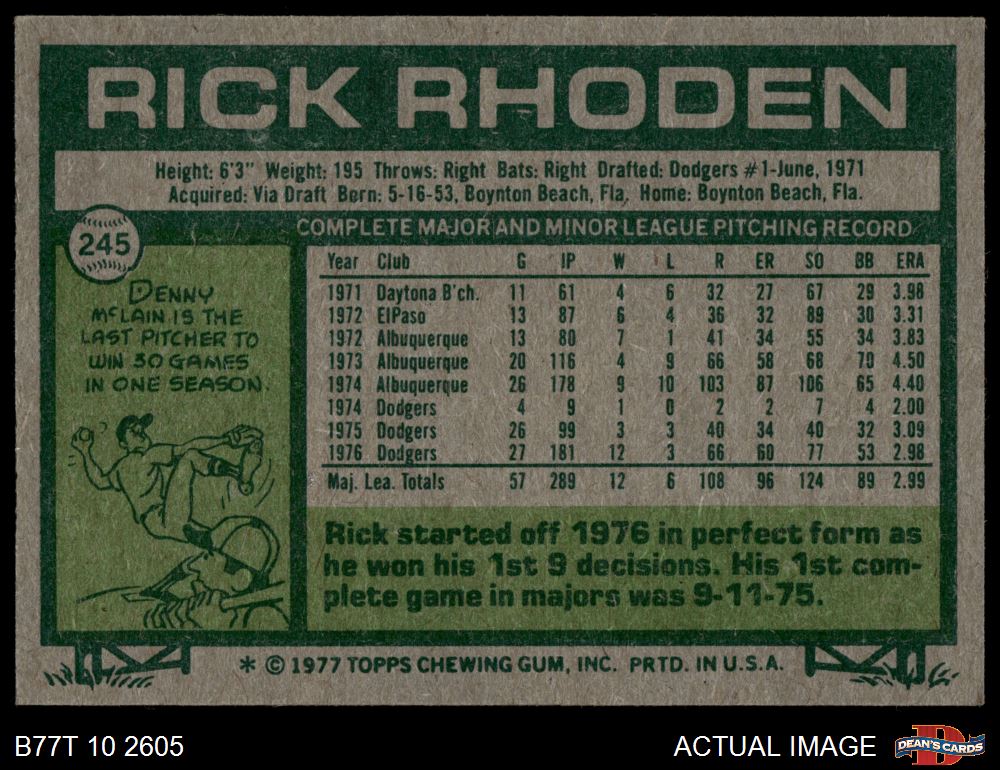 RICK RHODEN
Height: 6'3" Weight: 195 Throws: Right Bats: Right Drafted: Dodgers #1-June, 1971
Acquired: Via Draft Born: 5-16-53, Boynton Beach, Fla. Home: Boynton Beach, Fla.
245
DENNY
McLAIN IS THE
LAST PITCHER TO
WIN 30 GAMES
IN ONE SEASON.
COMPLETE MAJOR AND MINOR LEAGUE PITCHING RECORD
Year Club G IP W L R ER SO BB ERA
1971 Daytona B'ch. 11 61 4 6 32 27 67 29 3.98
1972 ElPaso 13 87 6 4 36 32 89 30 3.31
1972 Albuquerque 13 80 7 1 41 34 55 34 3.83
1973 Albuquerque 20 116 4 9 66 58 68 70 4.50
1974 Albuquerque 26 178 9 10 103 87 106 65 4.40
1974 Dodgers 4 9 1 0 2 2 7 4 2.00
1975 Dodgers 26 99 3 3 40 34 40 32 3.09
1976 Dodgers 27 181 12 3 66 60 77 53 2.98
Maj. Lea. Totals 57 289 12 6 108 96 124 89 2.99
Rick started off 1976 in perfect form as
he won his 1st 9 decisions. His 1st com-
plete game in majors was 9-11-75.
* © 1977 TOPPS CHEWING GUM, INC. PRTD. IN U.S.A.
B77T 10 2605
ACTUAL IMAGE
D
DEAN'S CARDS